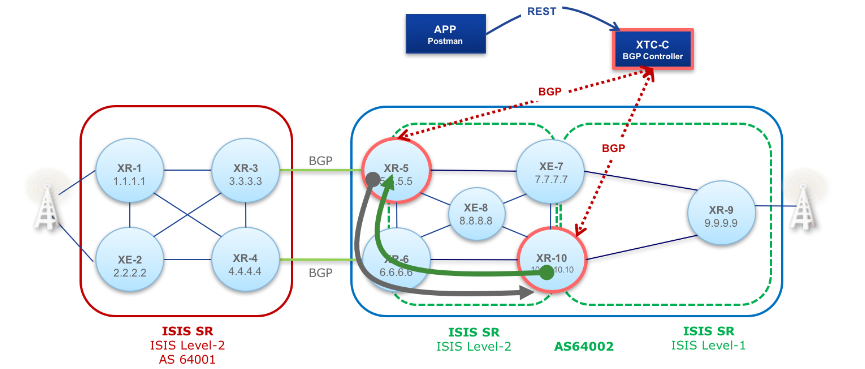 REST
APP
Postman
XTC-C
BGP Controller
BGP
BGP
XR-1
1.1.1.1
XR-3
3.3.3.3
BGP
XR-5
5.5.5
XE-7
7.7.7.7
XE-8
8.8.8.8
XR-9
9.9.9.9
XE-2
2.2.2.2
XR-4
4.4.4.4
BGP
XR-6
6.6.6.6
XR-10
10.10
ISIS SR
ISIS Level-2
AS 64001
ISIS SR
ISIS Level-2
AS64002
ISIS SR
ISIS Level-1